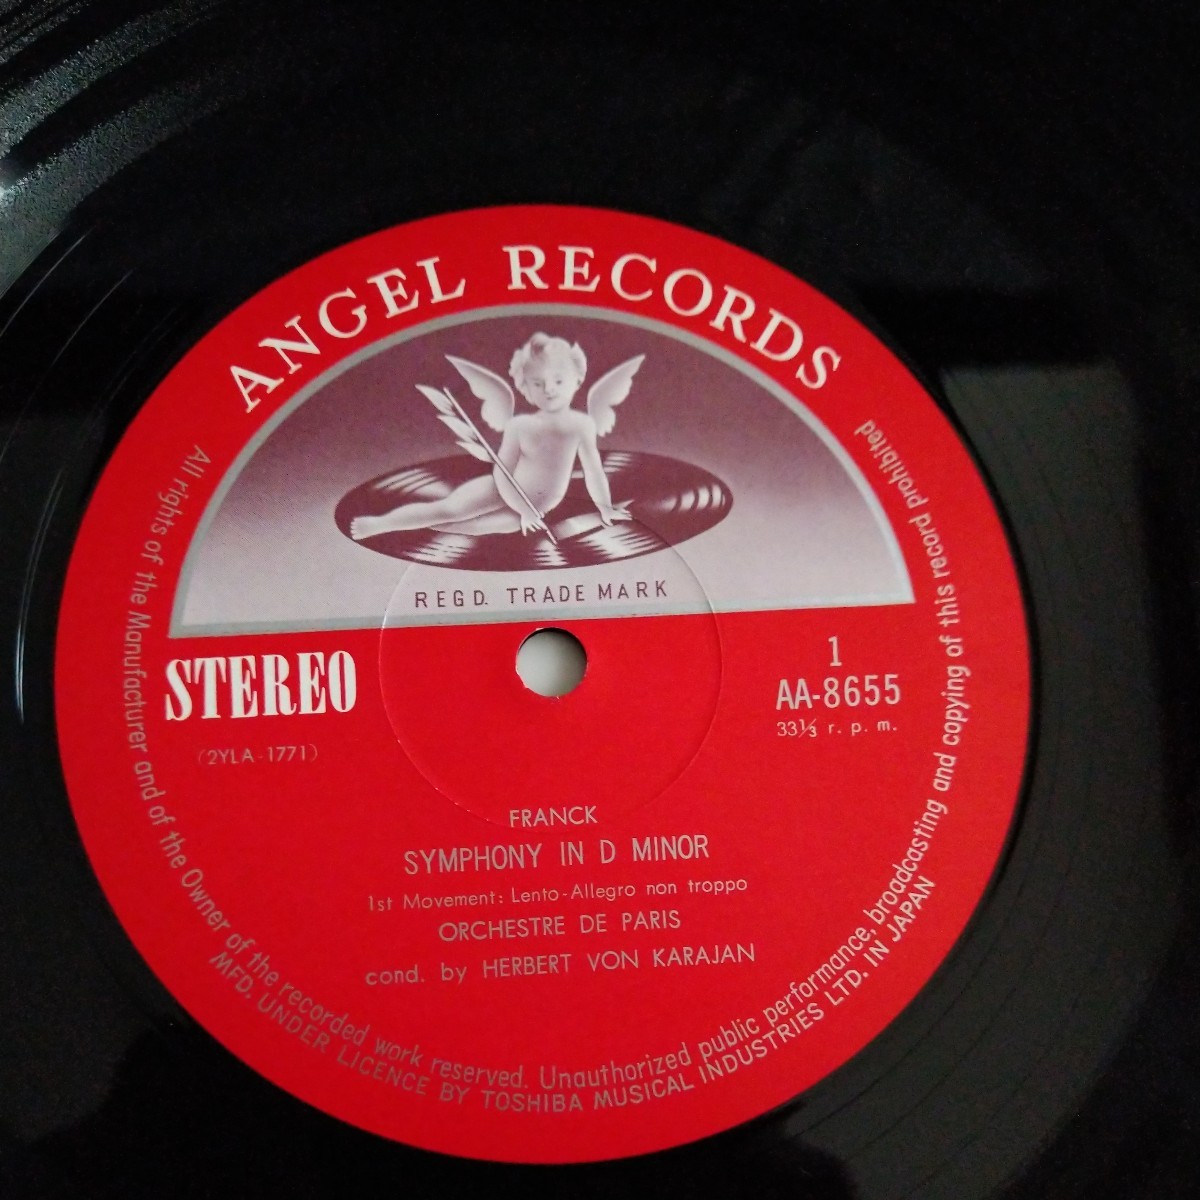 ANGEL RECORDS
REGD. TRADE MARK
STEREO
(2YLA-1771)
1
AA-8655
33⅓ r. p. m.
FRANCK
SYMPHONY IN D MINOR
1st Movement: Lento-Allegro non troppo
ORCHESTRE DE PARIS
cond. by HERBERT VON KARAJAN
All rights of the Manufacturer and of the Owner of the recorded work reserved. Unauthorized public performance, broadcasting and copying of this record prohibited
MFD. UNDER LICENCE BY TOSHIBA MUSICAL INDUSTRIES LTD. IN JAPAN